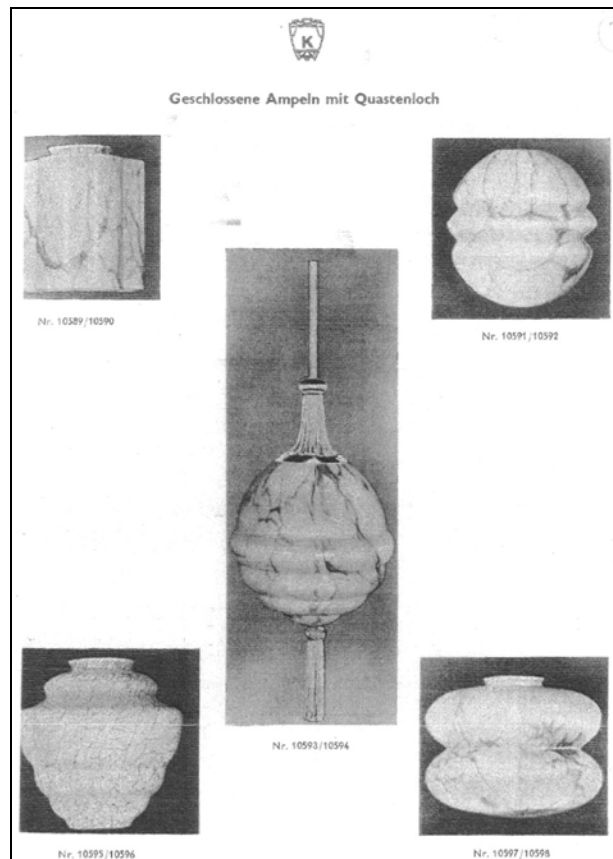 K
Geschlossene Ampeln mit Quastenloch
Nr. 10589/10590
Nr. 10591/10592
Nr. 10593/10594
Nr. 10595/10596
Nr. 10597/10598